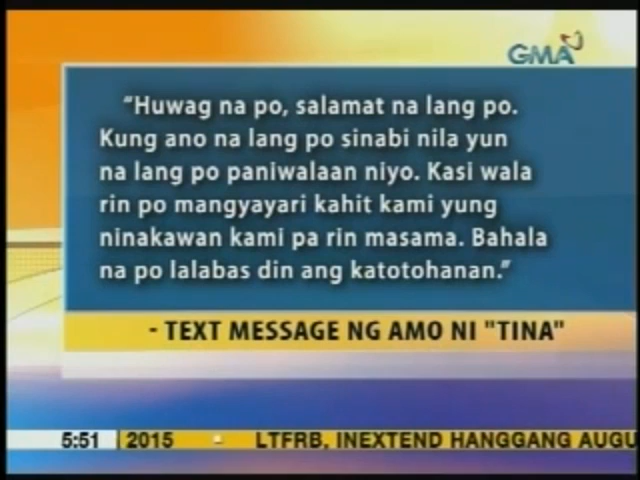 GMA
"Huwag na po, salamat na lang po.
Kung ano na lang po sinabi nila yun
na lang po paniwalaan niyo. Kasi wala
rin po mangyayari kahit kami yung
ninakawan kami pa rin masama. Bahala
na po lalabas din ang katotohanan."
- TEXT MESSAGE NG AMO NI "TINA"
5:51 2015 LTFRB, INEXTEND HANGGANG AUGU